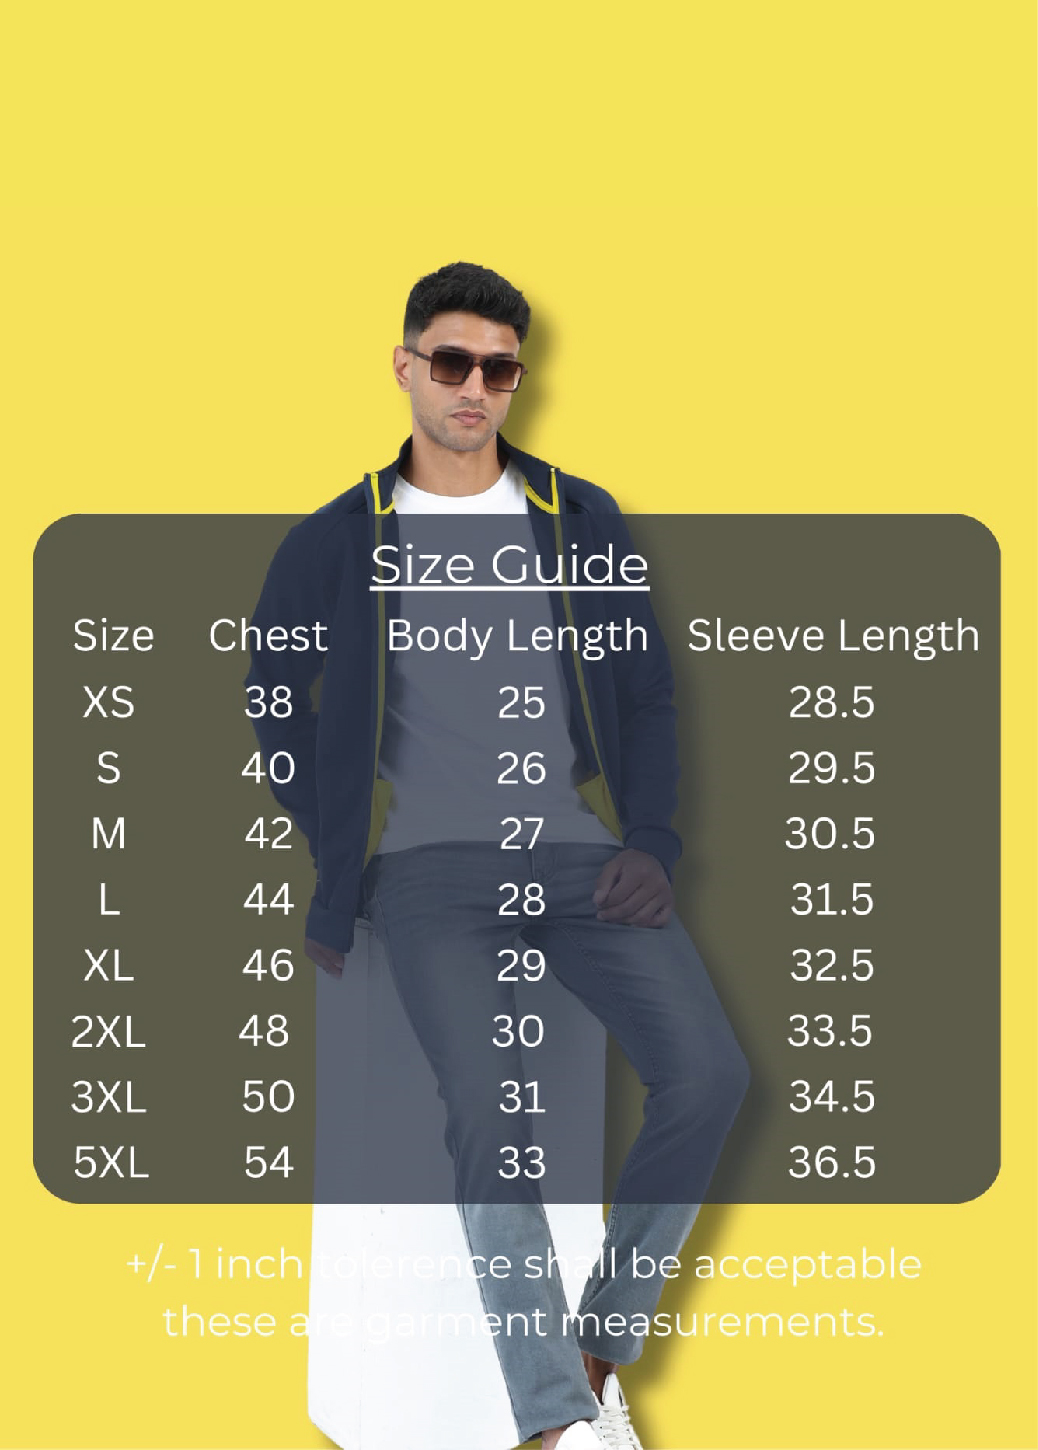 Size Guide
Size Chest Body Length Sleeve Length
XS 38 25 28.5
S 40 26 29.5
M 42 27 30.5
L 44 28 31.5
XL 46 29 32.5
2XL 48 30 33.5
3XL 50 31 34.5
5XL 54 33 36.5
+/- 1 inch tolerence shall be acceptable
these are garment measurements.